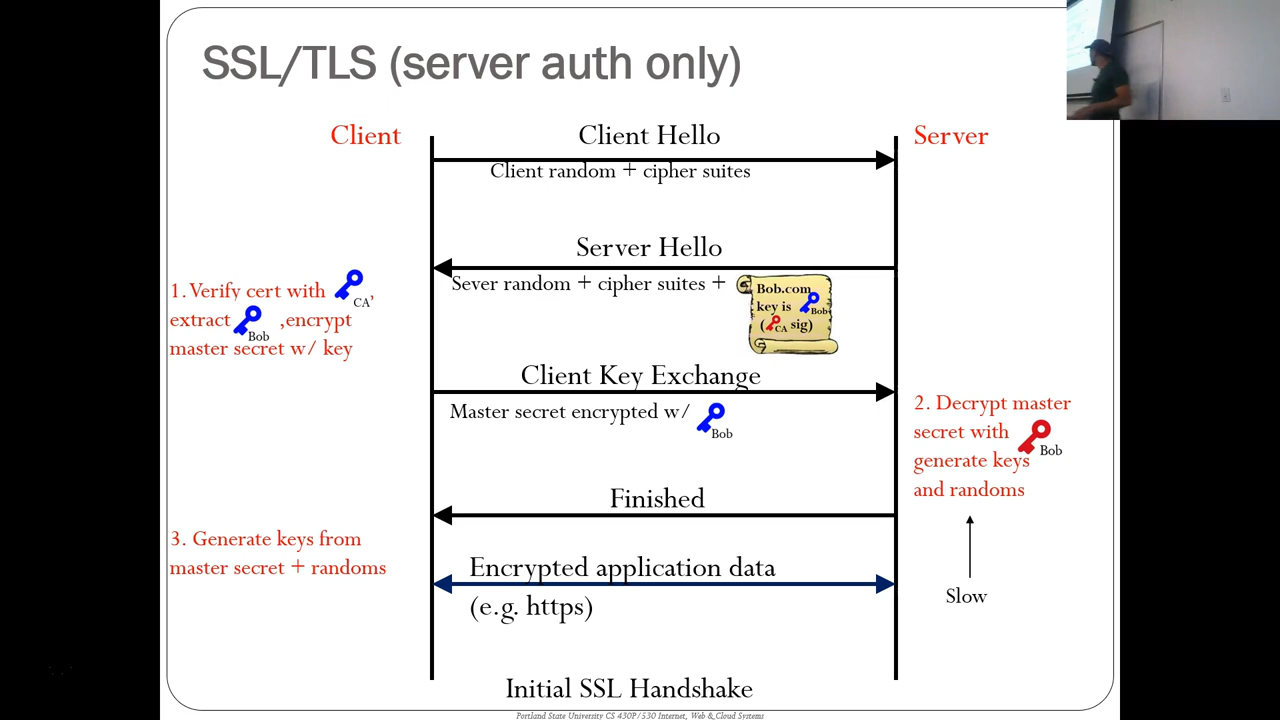 SSL/TLS (server auth only)
Client
Client Hello
Server
Client random + cipher suites
Server Hello
Sever random + cipher suites +
Bob.com
key is Bob
(CA sig)
1. Verify cert with CA,
extract Bob ,encrypt
master secret w/ key
Client Key Exchange
Master secret encrypted w/ Bob
2. Decrypt master
secret with Bob
generate keys
and randoms
Finished
3. Generate keys from
master secret + randoms
Encrypted application data
(e.g. https)
Slow
Initial SSL Handshake
Portland State University CS 430P/530 Internet, Web & Cloud Systems